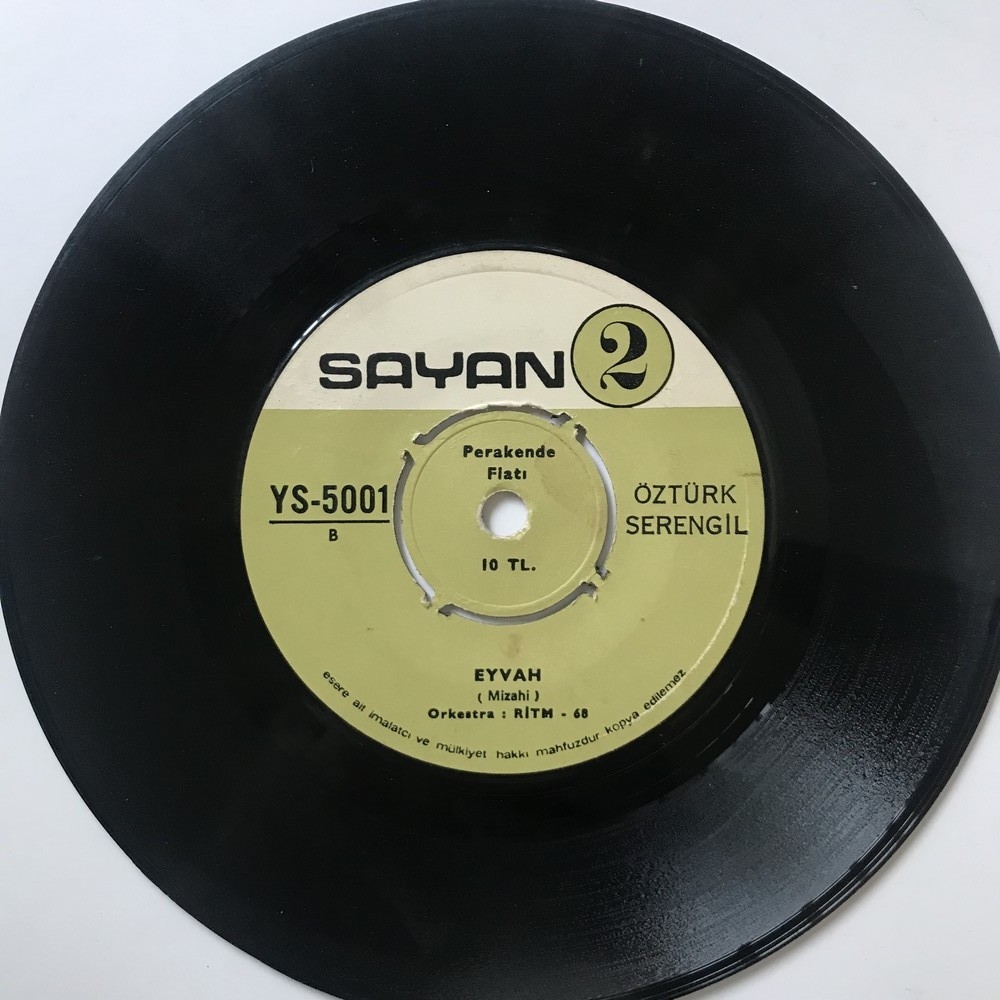 SAYAN 2
Perakende
Fiatı
10 TL.
YS-5001
B
ÖZTÜRK
SERENGİL
EYVAH
( Mizahi )
Orkestra : RİTM - 68
esere ait imalatcı ve mülkiyet hakkı mahfuzdur kopya edilemez